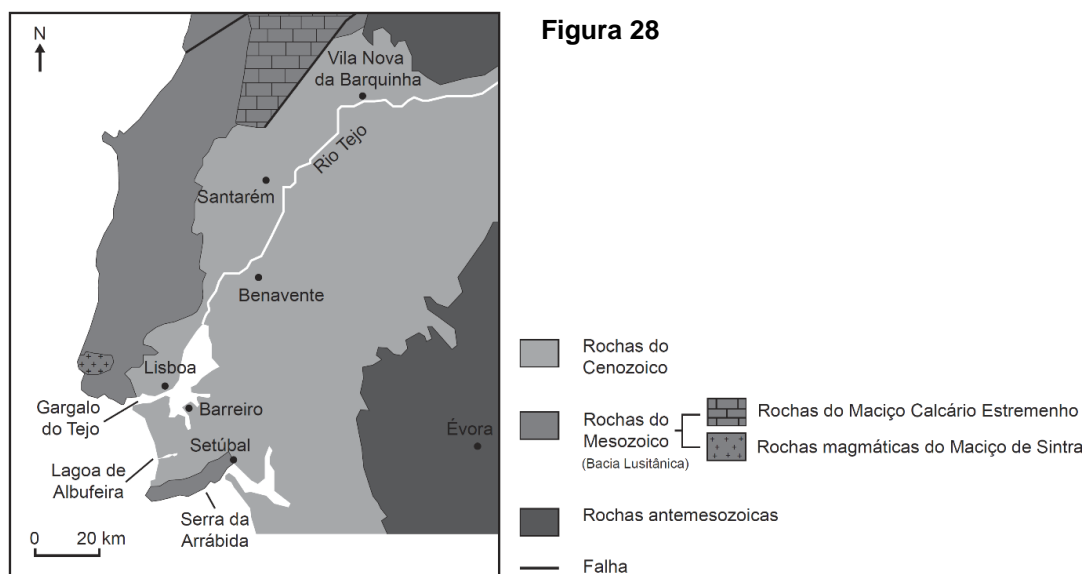 Figura 28
N
Vila Nova
da Barquinha
Rio Tejo
Santarém
Benavente
Lisboa
Gargalo
do Tejo
Barreiro
Évora
Setúbal
Lagoa de
Albufeira
Serra da
Arrábida
0 20 km
Rochas do
Cenozoico
Rochas do
Mesozoico
(Bacia Lusitânica)
Rochas do Maciço Calcário Estremenho
Rochas magmáticas do Maciço de Sintra
Rochas antemesozoicas
Falha